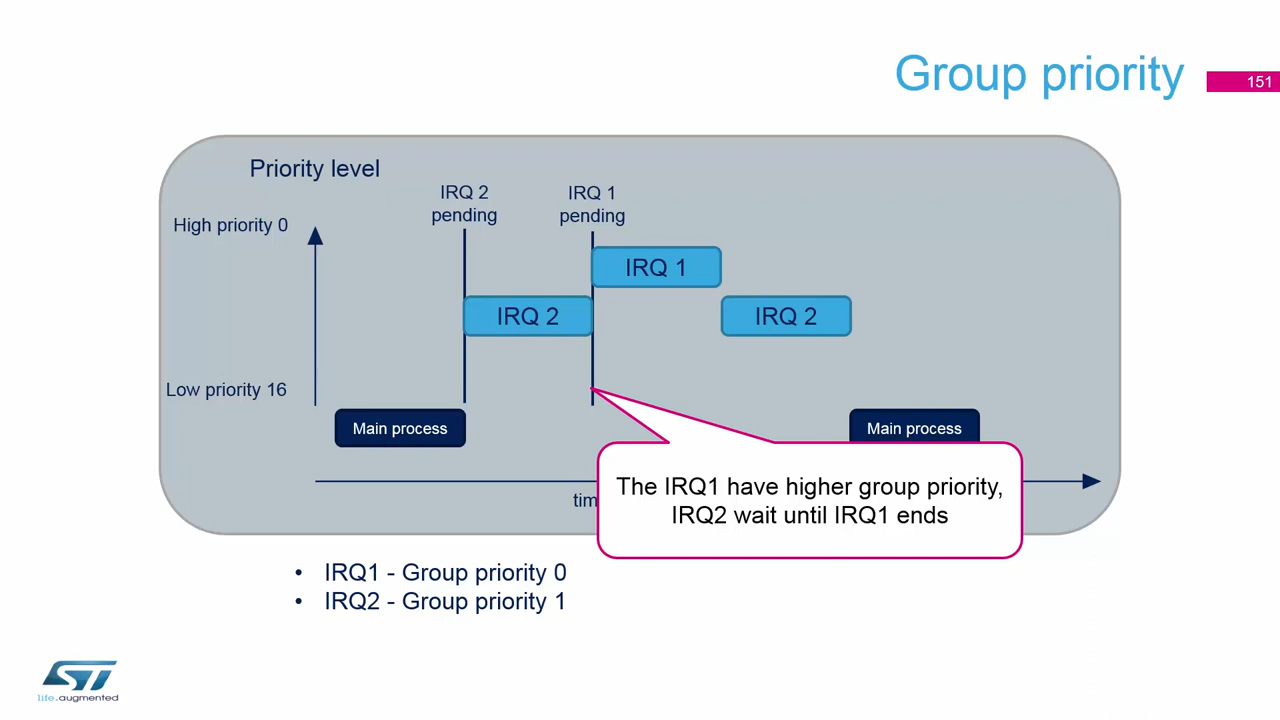 Group priority
151
Priority level
IRQ 2
pending
IRQ 1
pending
High priority 0
IRQ 1
IRQ 2
IRQ 2
Low priority 16
Main process
Main process
The IRQ1 have higher group priority,
IRQ2 wait until IRQ1 ends
tim
• IRQ1 - Group priority 0
• IRQ2 - Group priority 1
ST
life.augmented